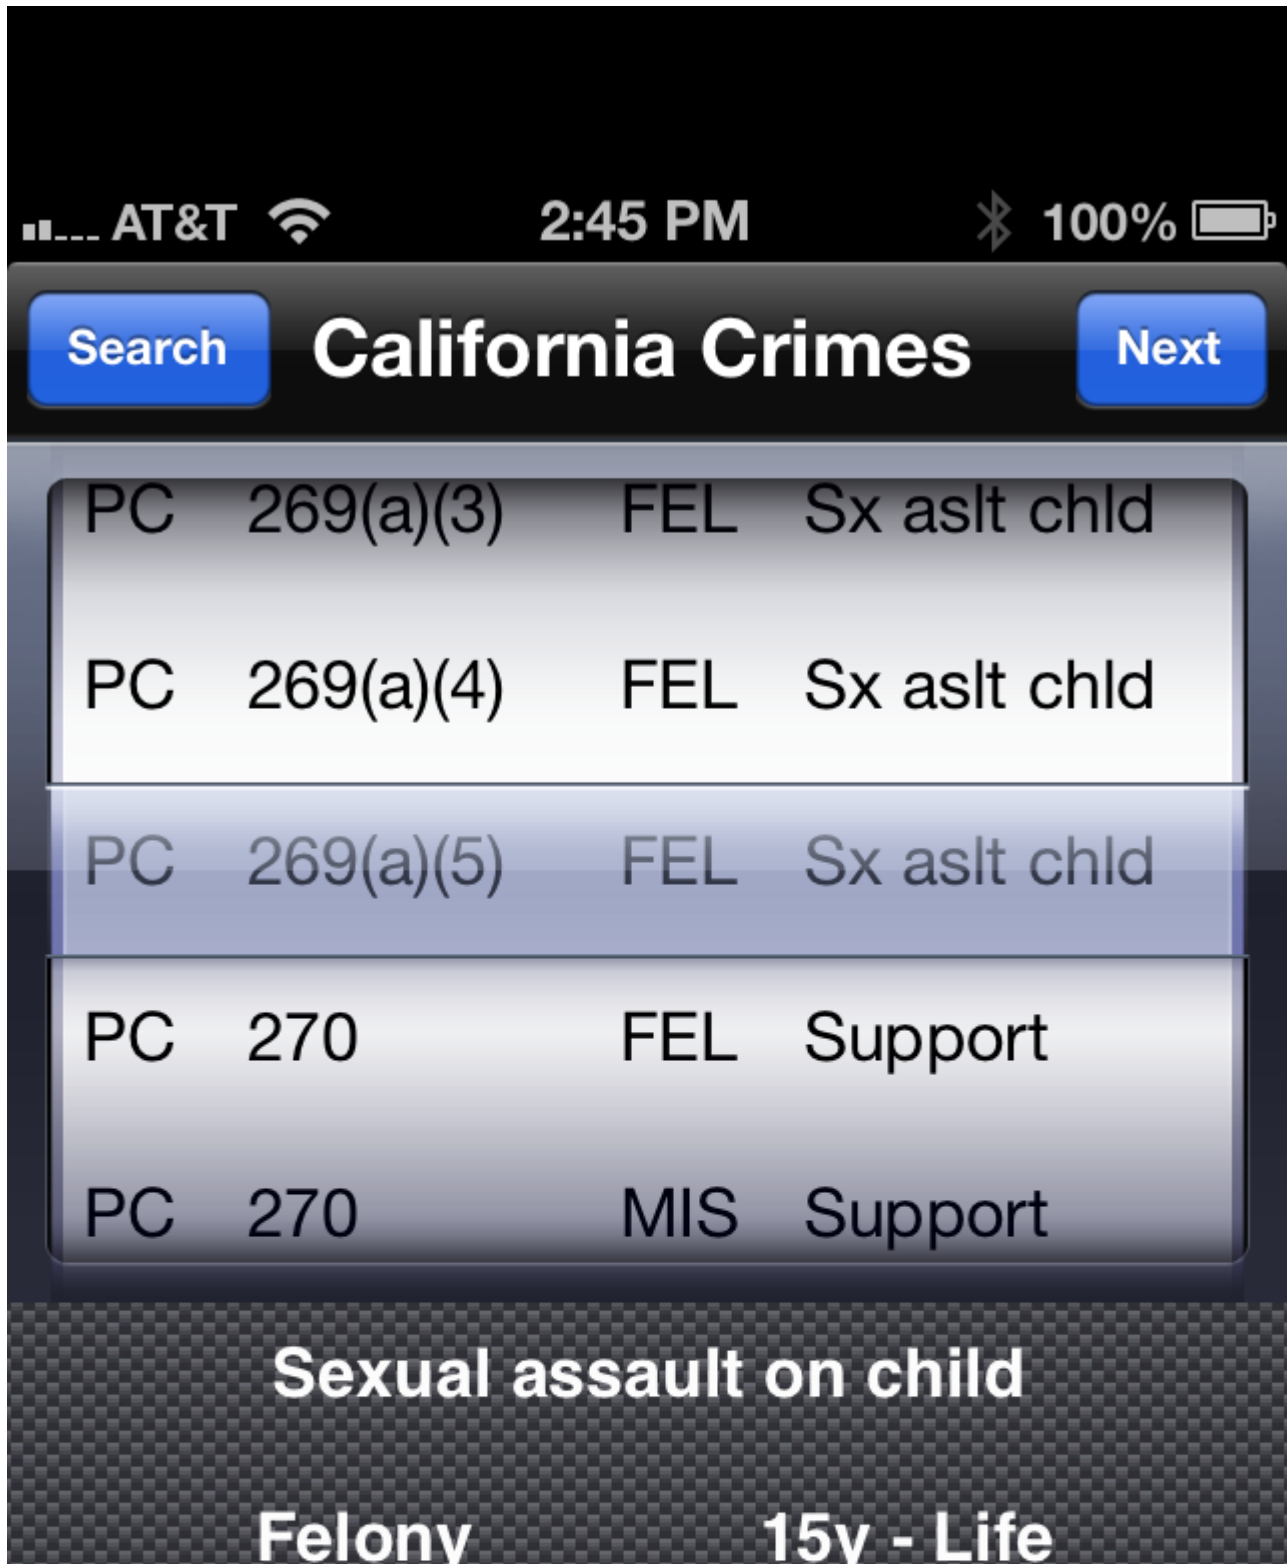 AT&T 2:45 PM 100%
Search California Crimes Next
PC 269(a)(3) FEL Sx aslt chld
PC 269(a)(4) FEL Sx aslt chld
PC 269(a)(5) FEL Sx aslt chld
PC 270 FEL Support
PC 270 MIS Support
Sexual assault on child
Felony 15y - Life